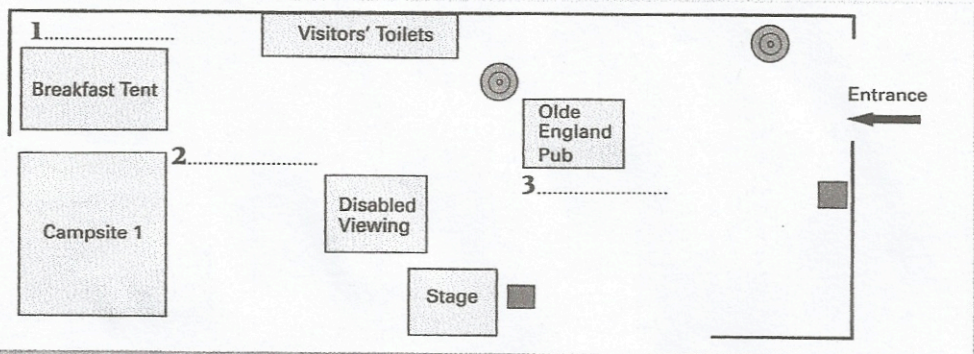 1....................................
Visitors' Toilets
Breakfast Tent
Olde
England
Pub
Entrance
2....................................
3....................................
Disabled
Viewing
Campsite 1
Stage